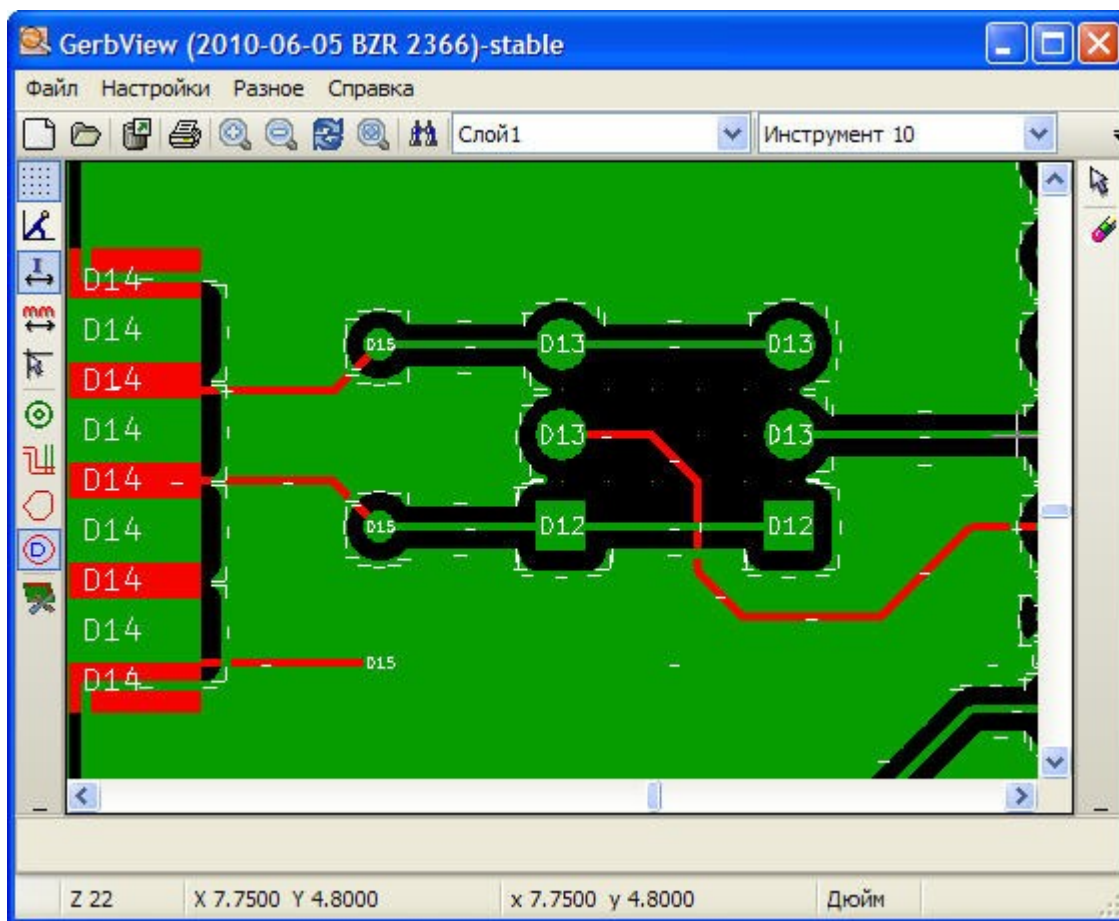 GerbView (2010-06-05 BZR 2366)-stable
Файл Настройки Разное Справка
Слой1 Инструмент 10
I
mm
D
D14
D14
D15 D13 D13
D14
D14 D13 D13
D14
D15 D12 D12
D14
D14
D14
D15
D14
Z 22 X 7.7500 Y 4.8000 x 7.7500 y 4.8000 Дюйм